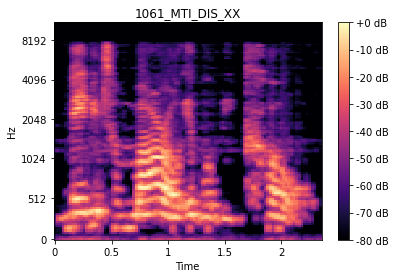 1061_MTI_DIS_XX
8192
4096
2048
1024
512
0
Hz
0
0.5
1
1.5
2
Time
+0 dB
-10 dB
-20 dB
-30 dB
-40 dB
-50 dB
-60 dB
-70 dB
-80 dB